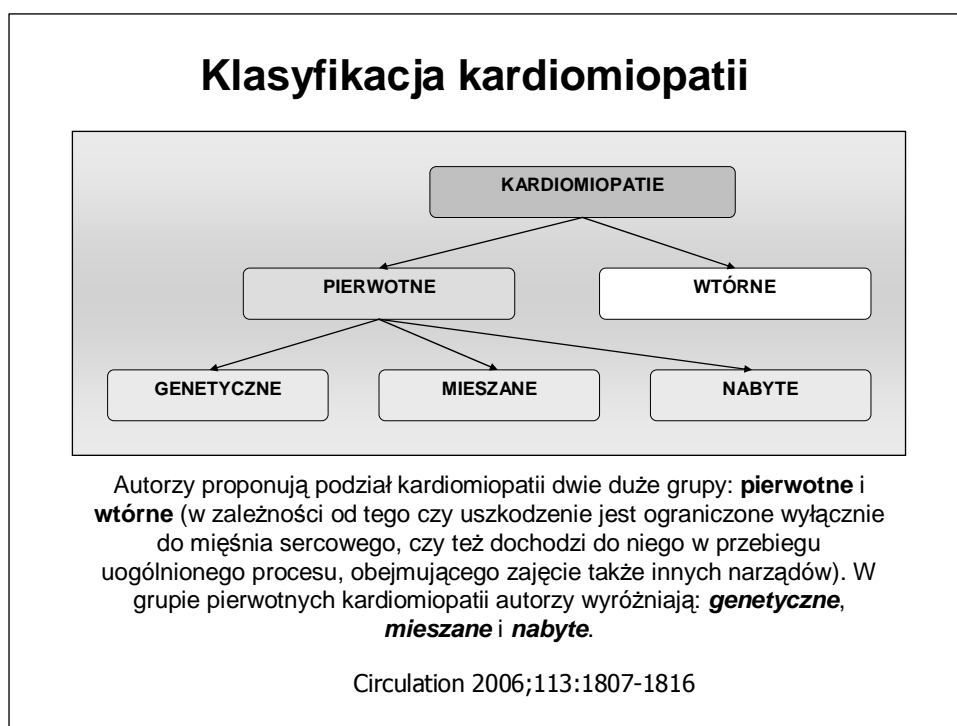 Klasyfikacja kardiomiopatii
KARDIOMIOPATIE
PIERWOTNE
WTÓRNE
GENETYCZNE
MIESZANE
NABYTE
Autorzy proponują podział kardiomiopatii dwie duże grupy: pierwotne i
wtórne (w zależności od tego czy uszkodzenie jest ograniczone wyłącznie
do mięśnia sercowego, czy też dochodzi do niego w przebiegu
uogólnionego procesu, obejmującego zajęcie także innych narządów). W
grupie pierwotnych kardiomiopatii autorzy wyróżniają: genetyczne,
mieszane i nabyte.
Circulation 2006;113:1807-1816